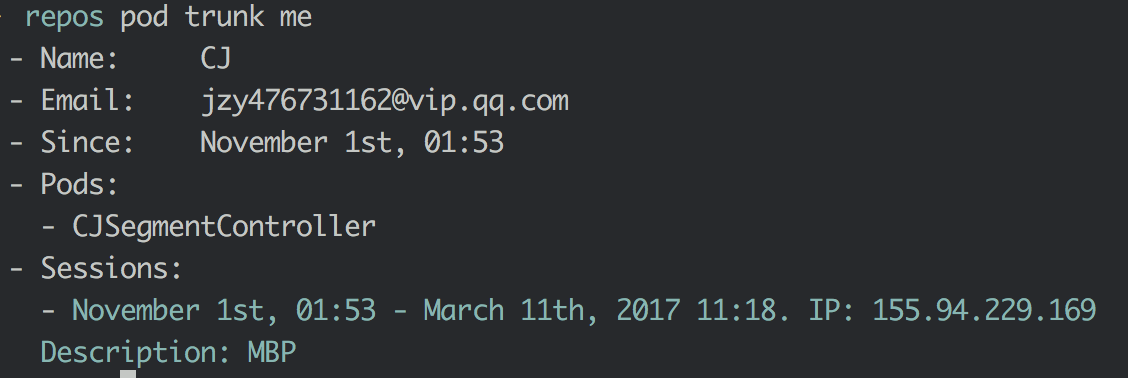 repos pod trunk me
- Name: CJ
- Email: jzy476731162@vip.qq.com
- Since: November 1st, 01:53
- Pods:
- CJSegmentController
- Sessions:
- November 1st, 01:53 - March 11th, 2017 11:18. IP: 155.94.229.169
Description: MBP